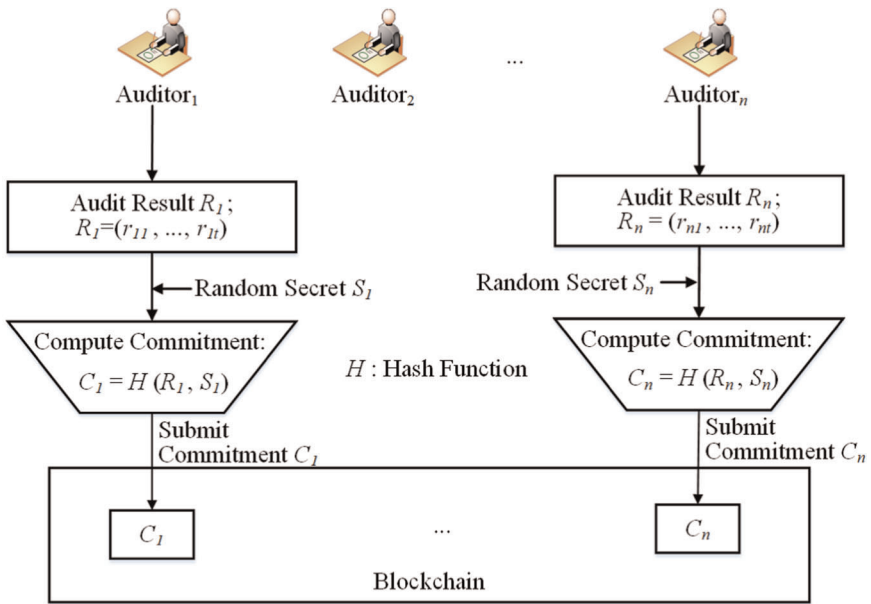 Auditor1
Auditor2
...
Auditorn
Audit Result R1;
R1=(r11, ..., r1t)
Audit Result Rn;
Rn = (rn1, ..., rnt)
Random Secret S1
Random Secret Sn
Compute Commitment:
C1 = H (R1, S1)
H : Hash Function
Compute Commitment:
Cn = H (Rn, Sn)
Submit
Commitment C1
Submit
Commitment Cn
C1
...
Cn
Blockchain